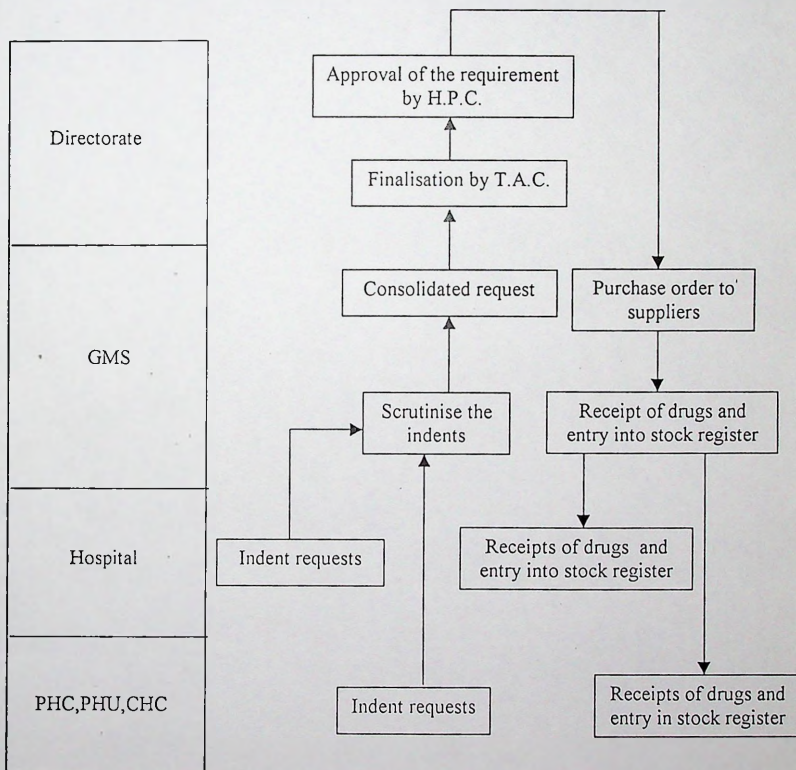 Approval of the requirement
by H.P.C.
Directorate
Finalisation by T.A.C.
Consolidated request
Purchase order to
suppliers
GMS
Scrutinise the
indents
Receipt of drugs and
entry into stock register
Hospital
Indent requests
Receipts of drugs and
entry into stock register
PHC,PHU,CHC
Indent requests
Receipts of drugs and
entry in stock register